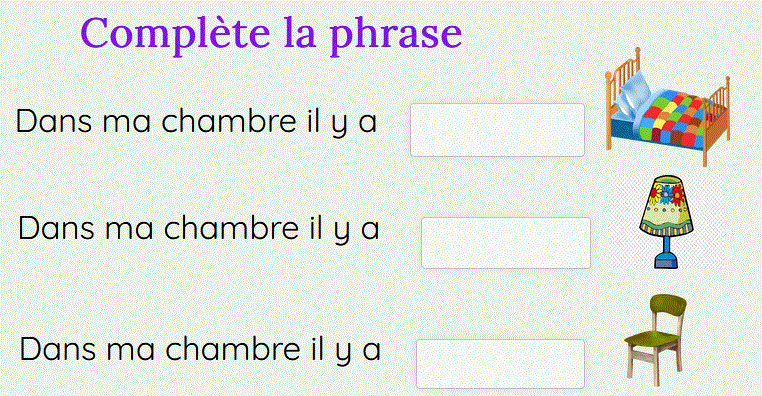 Complète la phrase
Dans ma chambre il y a
Dans ma chambre il y a
Dans ma chambre il y a